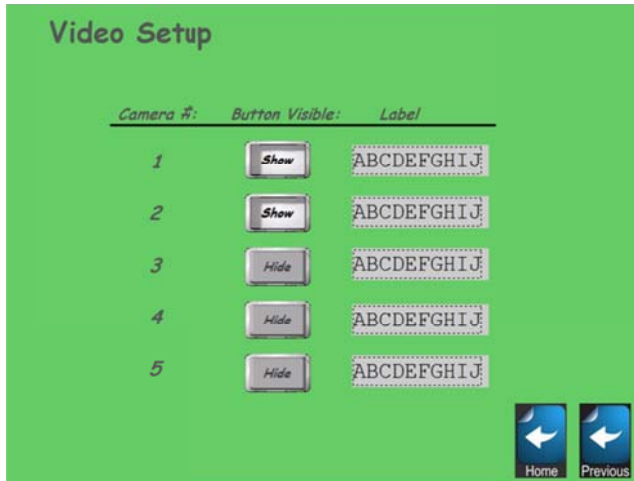 Video Setup
Camera #: Button Visible: Label
1 Show ABCDEFGHIJ
2 Show ABCDEFGHIJ
3 Hide ABCDEFGHIJ
4 Hide ABCDEFGHIJ
5 Hide ABCDEFGHIJ
Home Previous